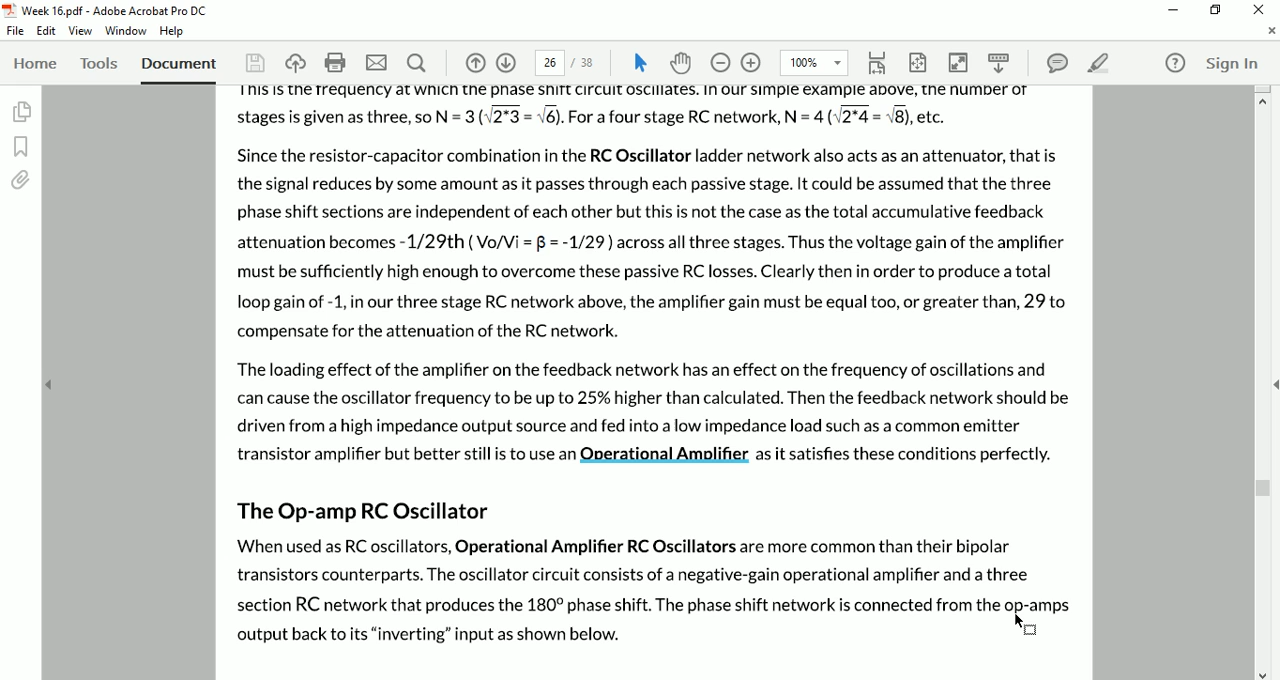 Week 16.pdf - Adobe Acrobat Pro DC
File Edit View Window Help
Home Tools Document 26 / 38 100% Sign In
This is the frequency at which the phase shift circuit oscillates. In our simple example above, the number of
stages is given as three, so N = 3 (√2*3 = √6). For a four stage RC network, N = 4 (√2*4 = √8), etc.
Since the resistor-capacitor combination in the RC Oscillator ladder network also acts as an attenuator, that is
the signal reduces by some amount as it passes through each passive stage. It could be assumed that the three
phase shift sections are independent of each other but this is not the case as the total accumulative feedback
attenuation becomes -1/29th ( Vo/Vi = β = -1/29 ) across all three stages. Thus the voltage gain of the amplifier
must be sufficiently high enough to overcome these passive RC losses. Clearly then in order to produce a total
loop gain of -1, in our three stage RC network above, the amplifier gain must be equal too, or greater than, 29 to
compensate for the attenuation of the RC network.
The loading effect of the amplifier on the feedback network has an effect on the frequency of oscillations and
can cause the oscillator frequency to be up to 25% higher than calculated. Then the feedback network should be
driven from a high impedance output source and fed into a low impedance load such as a common emitter
transistor amplifier but better still is to use an Operational Amplifier as it satisfies these conditions perfectly.
The Op-amp RC Oscillator
When used as RC oscillators, Operational Amplifier RC Oscillators are more common than their bipolar
transistors counterparts. The oscillator circuit consists of a negative-gain operational amplifier and a three
section RC network that produces the 180º phase shift. The phase shift network is connected from the op-amps
output back to its “inverting” input as shown below.